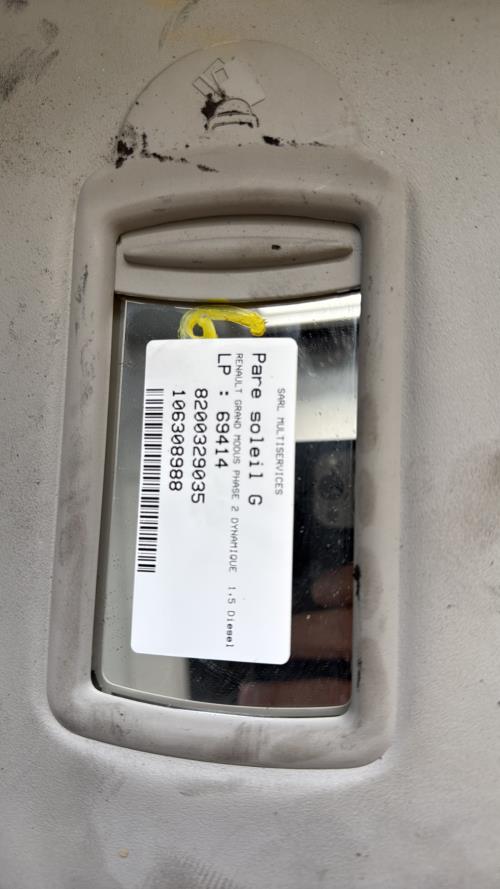 SARL MULTISERVICES
Pare soleil G
RENAULT GRAND MODUS PHASE 2 DYNAMIQUE 1.5 Diesel
LP : 69414
8200329035
106308988